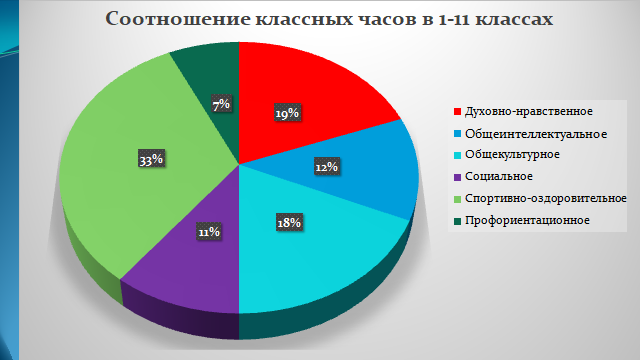 Соотношение классных часов в 1-11 классах
7%
19%
33%
12%
11%
18%
Духовно-нравственное
Общеинтеллектуальное
Общекультурное
Социальное
Спортивно-оздоровительное
Профориентационное